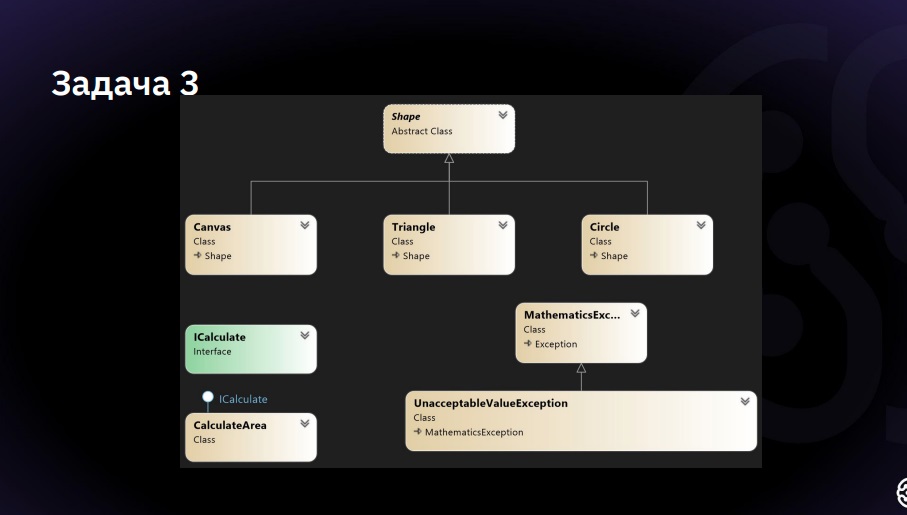 Задача 3
Shape
Abstract Class
Canvas
Class
Shape
Triangle
Class
Shape
Circle
Class
Shape
MathematicsExc...
Class
Exception
ICalculate
Interface
ICalculate
CalculateArea
Class
UnacceptableValueException
Class
MathematicsException